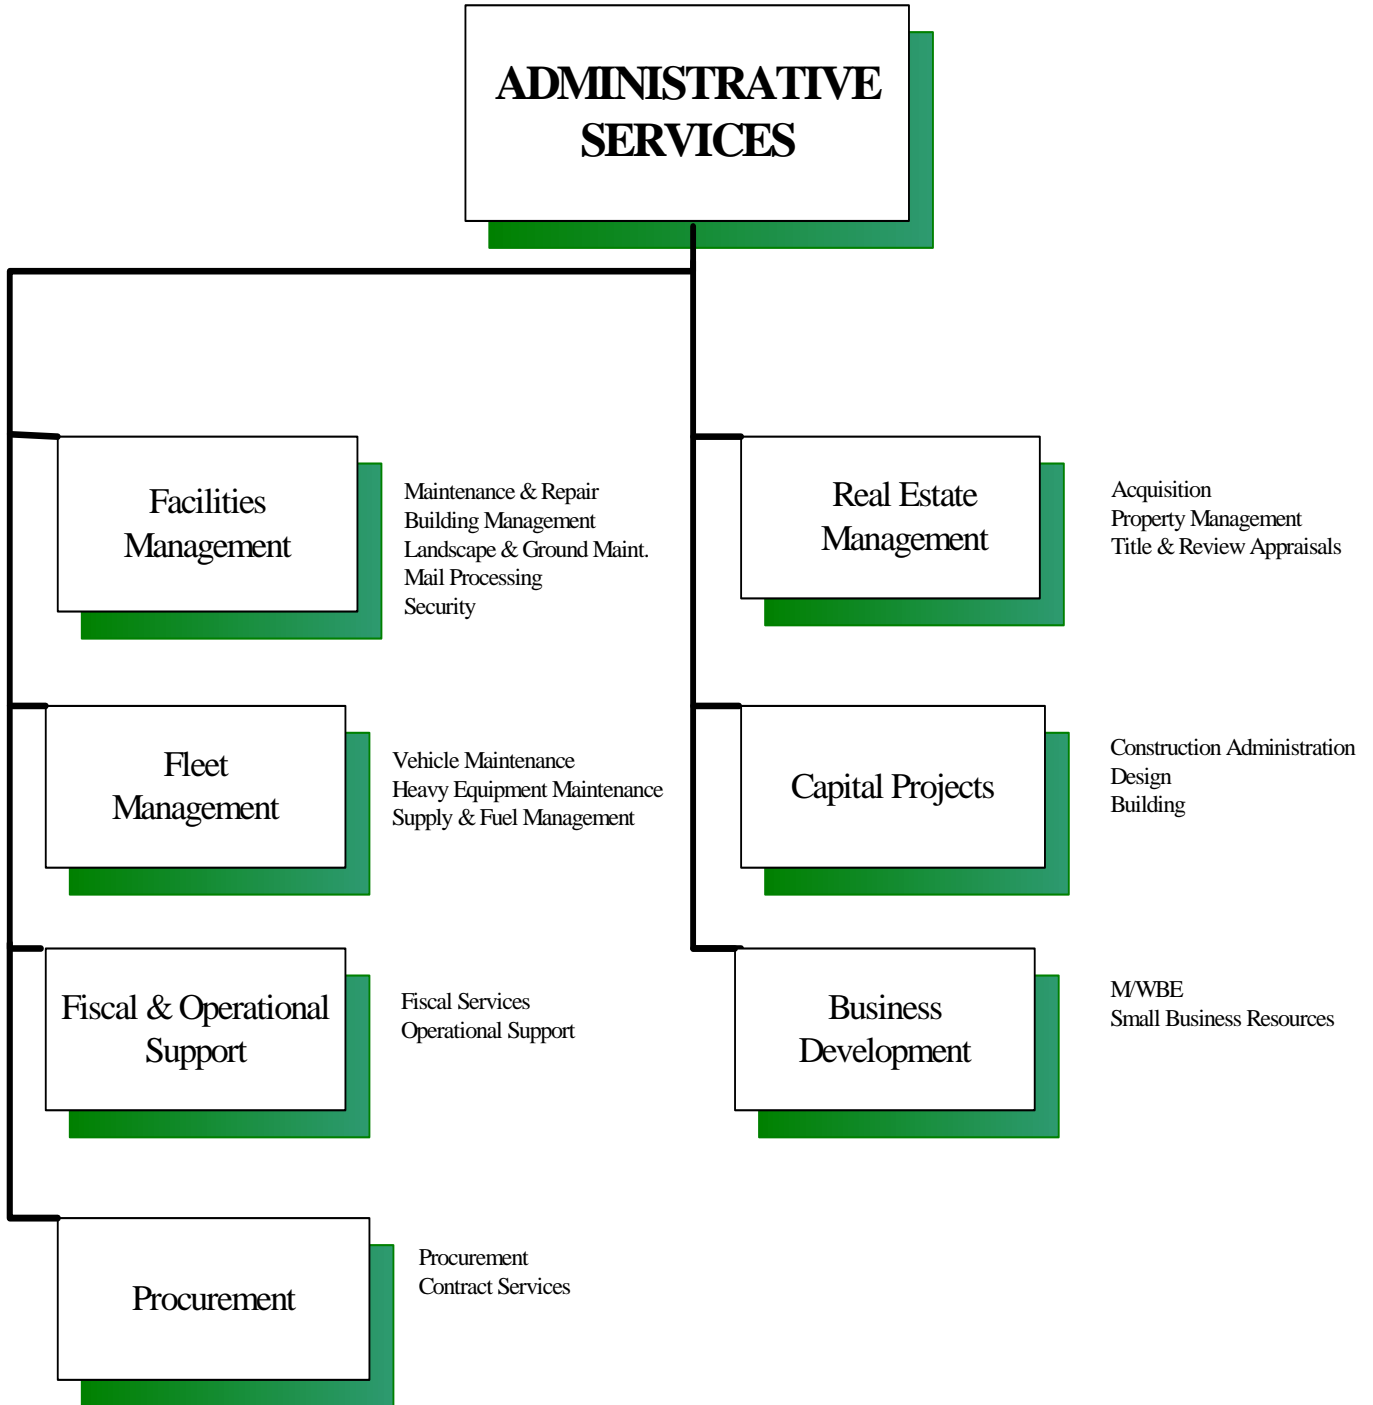 ADMINISTRATIVE
SERVICES
Facilities
Management
Maintenance & Repair
Building Management
Landscape & Ground Maint.
Mail Processing
Security
Real Estate
Management
Acquisition
Property Management
Title & Review Appraisals
Fleet
Management
Vehicle Maintenance
Heavy Equipment Maintenance
Supply & Fuel Management
Capital Projects
Construction Administration
Design
Building
Fiscal & Operational
Support
Fiscal Services
Operational Support
Business
Development
M/WBE
Small Business Resources
Procurement
Procurement
Contract Services